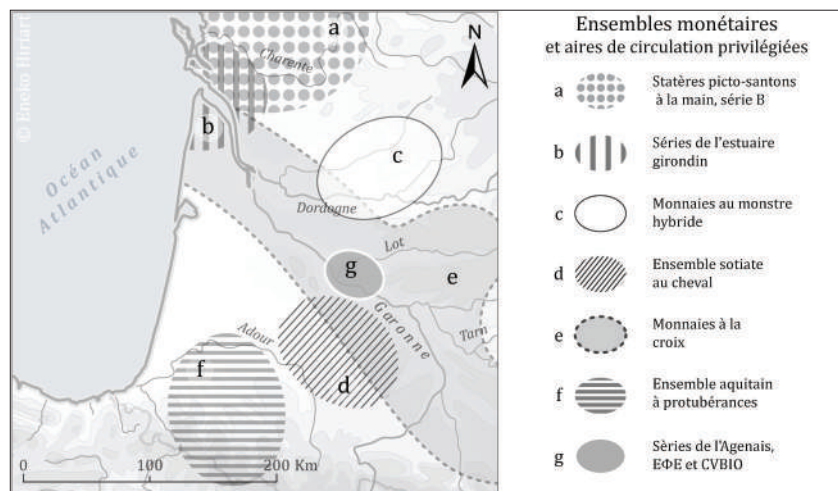 © Eneko Hiriart
Océan
Atlantique
a
Charente
N
b
c
Dordogne
Lot
g
e
Garonne
Tarn
Adour
f
d
0 100 200 Km
Ensembles monétaires
et aires de circulation privilégiées
a Statères picto-santons
à la main, série B
b Séries de l'estuaire
girondin
c Monnaies au monstre
hybride
d Ensemble sotiate
au cheval
e Monnaies à la
croix
f Ensemble aquitain
à protubérances
g Sèries de l'Agenais,
EΦE et CVBIO